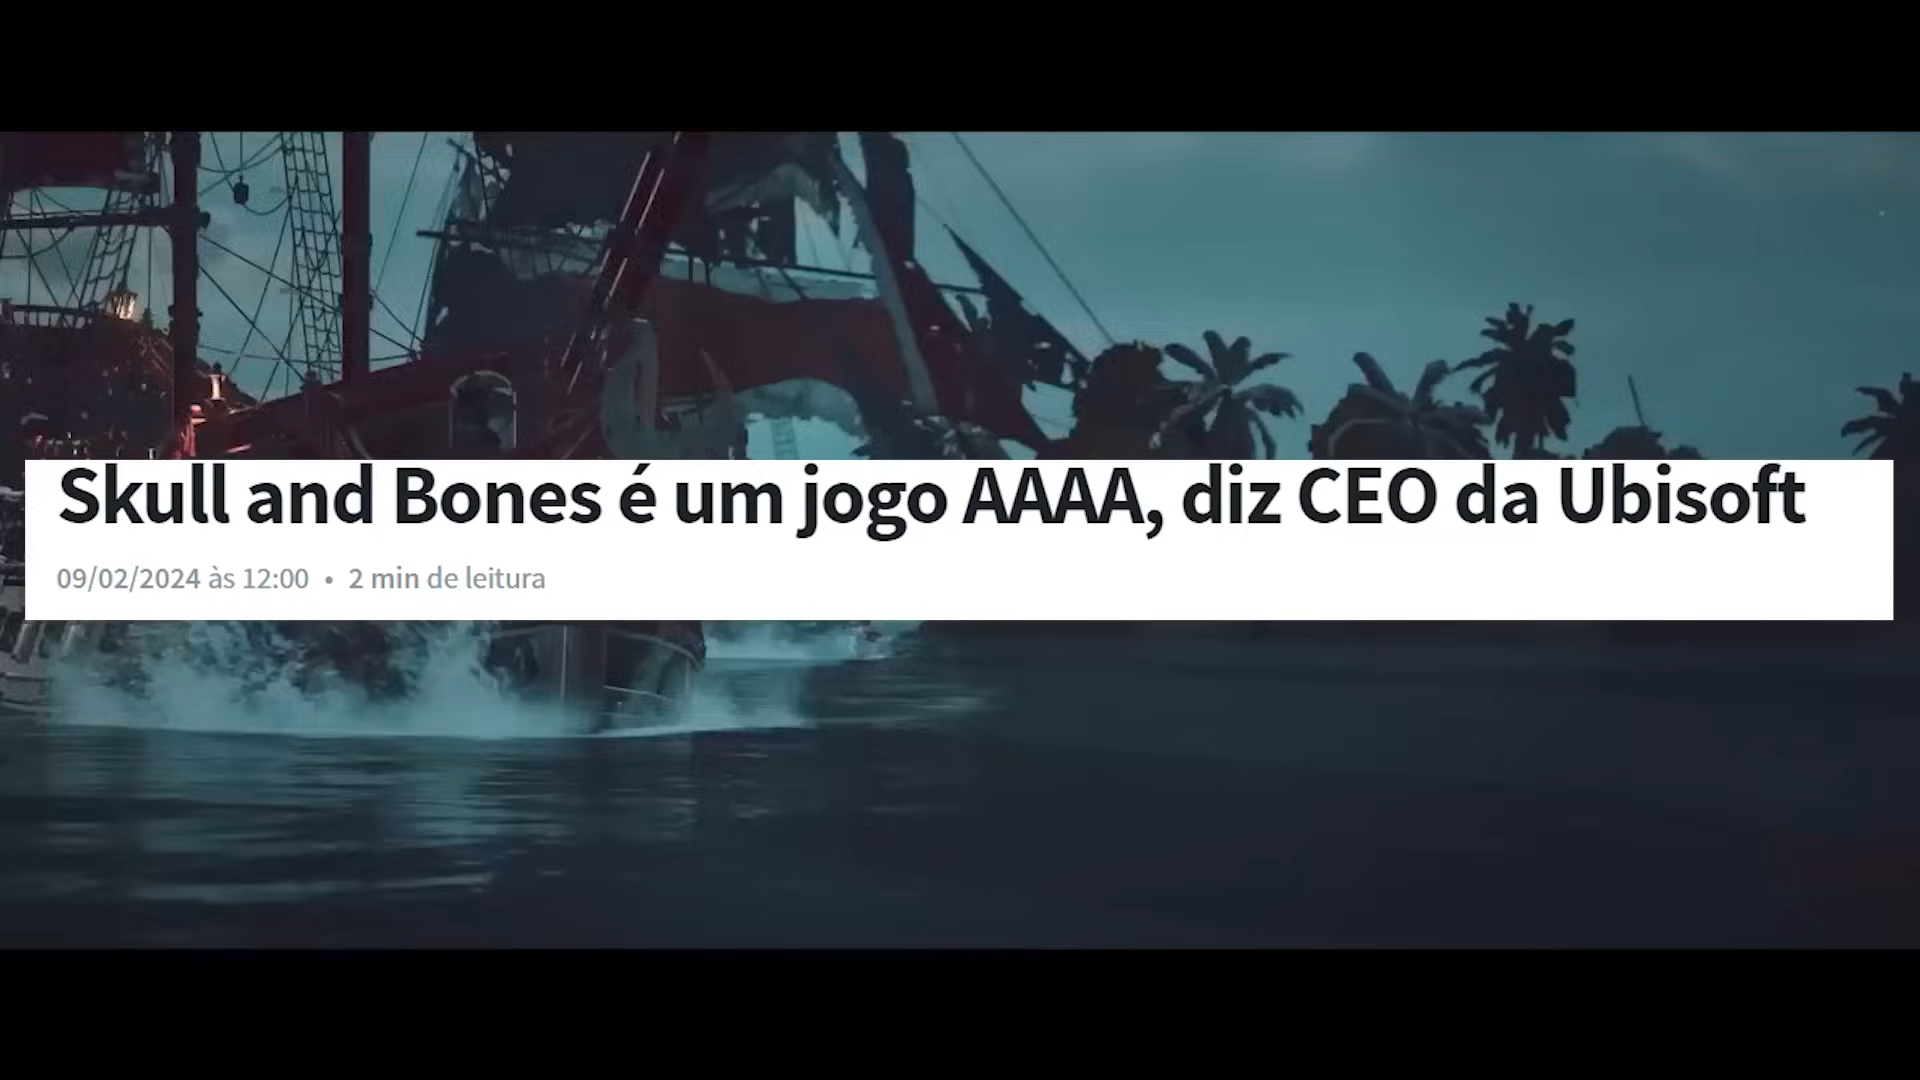 Skull and Bones é um jogo AAAA, diz CEO da Ubisoft
09/02/2024 às 12:00 • 2 min de leitura